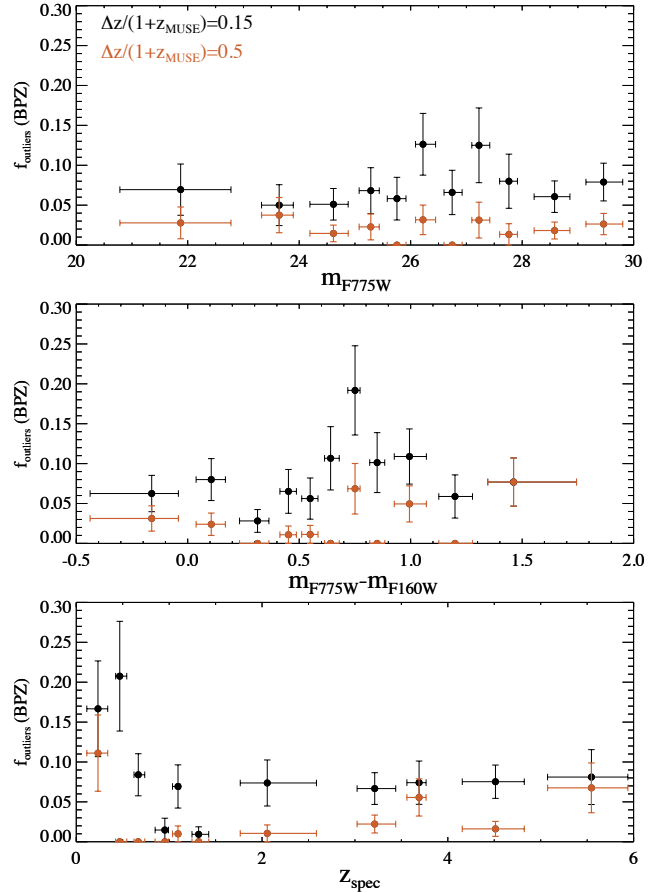 Δz/(1+z_MUSE)=0.15
Δz/(1+z_MUSE)=0.5
f_outliers (BPZ)
0.30
0.25
0.20
0.15
0.10
0.05
0.00
20 22 24 26 28 30
m_F775W
f_outliers (BPZ)
0.30
0.25
0.20
0.15
0.10
0.05
0.00
-0.5 0.0 0.5 1.0 1.5 2.0
m_F775W-m_F160W
f_outliers (BPZ)
0.30
0.25
0.20
0.15
0.10
0.05
0.00
0 2 4 6
z_spec